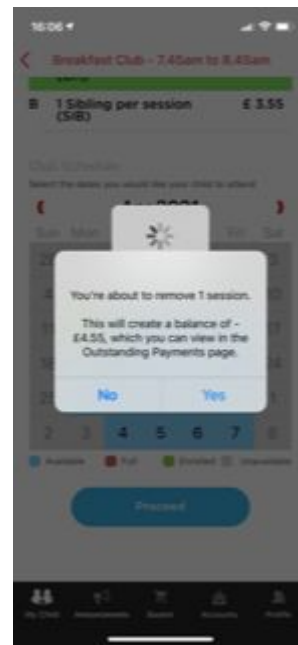 16:06
Breakfast Club - 7.45am to 8.45am
B 1 Sibling per session £ 3.55
(SIB)
Club Schedule
Select the dates you would like your child to attend
2021
Sun Mon Fri Sat
You're about to remove 1 session.
This will create a balance of -
£4.55, which you can view in the
Outstanding Payments page.
No Yes
2 3 4 5 6 7 8
Available Full Enrolled Unavailable
Proceed
My Child Announcements Basket Accounts Profile